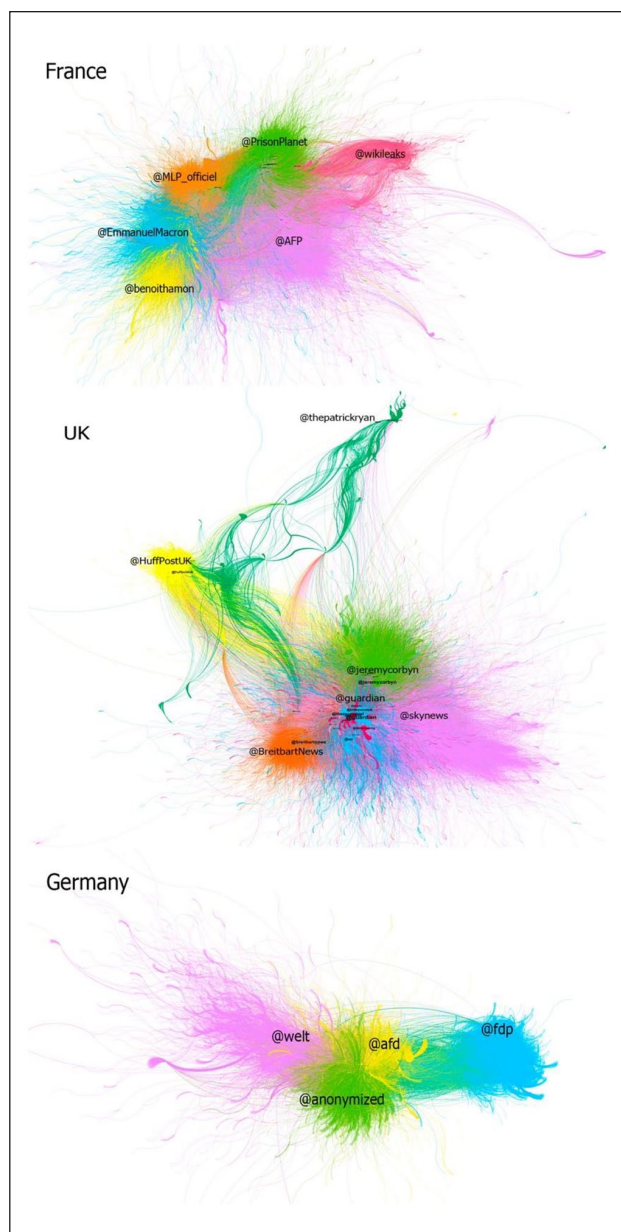 France
@PrisonPlanet
@wikileaks
@MLP_officiel
@EmmanuelMacron
@AFP
@benoithamon
UK
@thepatrickryan
@HuffPostUK
@jeremycorbyn
@jeremycorbyn
@guardian
@skynews
@BreitbartNews
Germany
@welt
@afd
@fdp
@anonymized